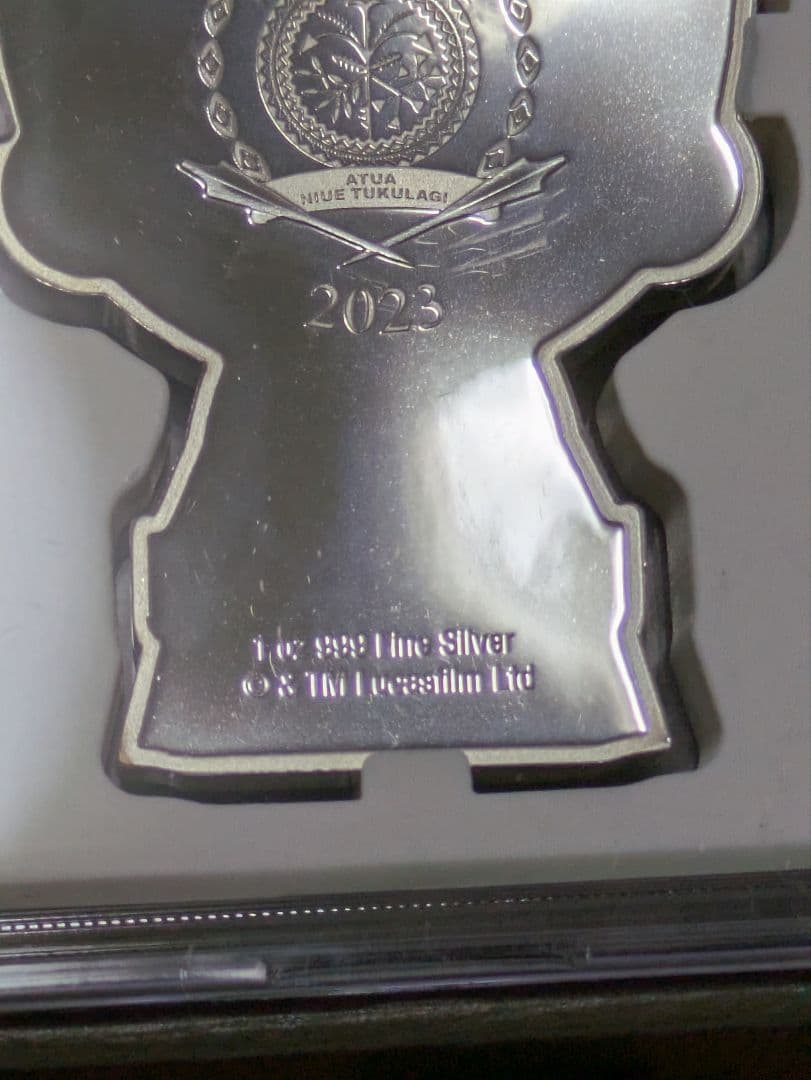 ATUA
NIUE TUKULAGI
2023
1 oz 999 Fine Silver
© & TM Lucasfilm Ltd